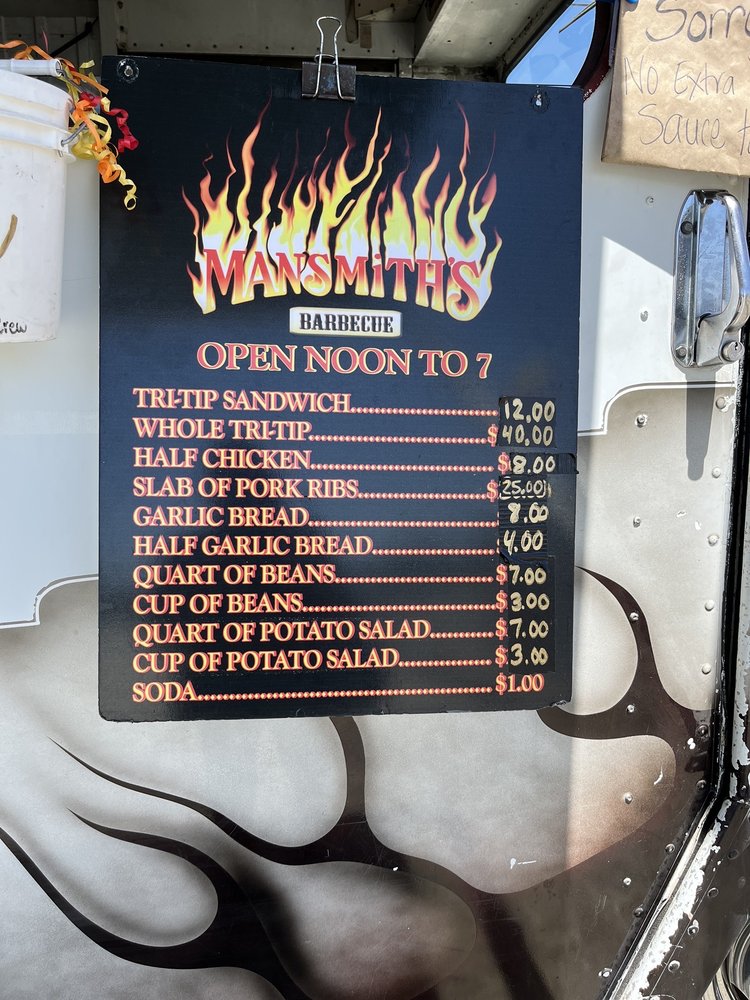 MANSMiTH'S
BARBECUE
OPEN NOON TO 7
TRI-TIP SANDWICH 12.00
WHOLE TRI-TIP $40.00
HALF CHICKEN $8.00
SLAB OF PORK RIBS $25.00
GARLIC BREAD 8.00
HALF GARLIC BREAD 4.00
QUART OF BEANS $7.00
CUP OF BEANS $3.00
QUART OF POTATO SALAD $7.00
CUP OF POTATO SALAD $3.00
SODA $1.00
No Extra
Sauce